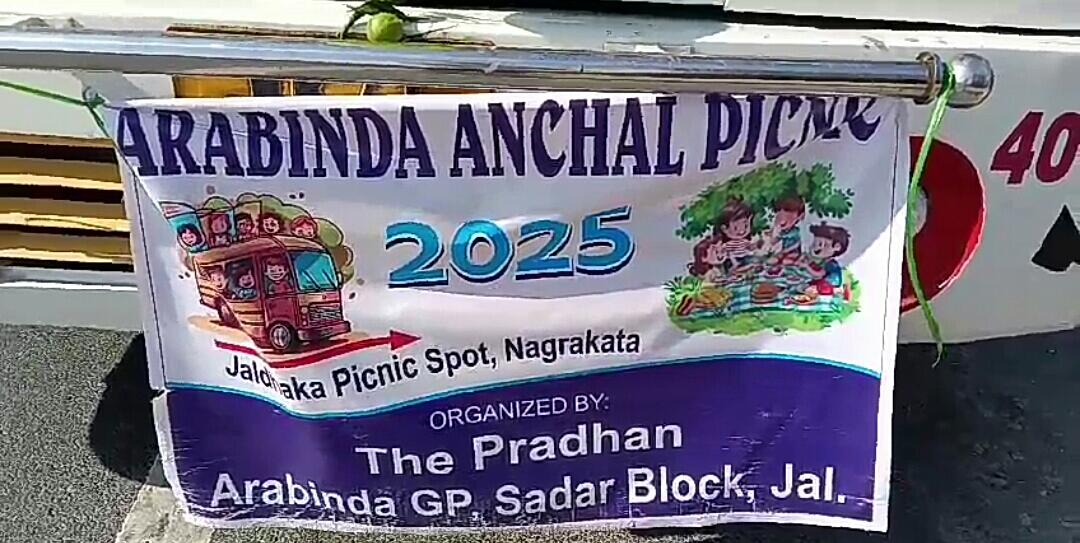 ARABINDA ANCHAL PICNIC
2025
Jaldhaka Picnic Spot, Nagrakata
ORGANIZED BY:
The Pradhan
Arabinda GP, Sadar Block, Jal.
40